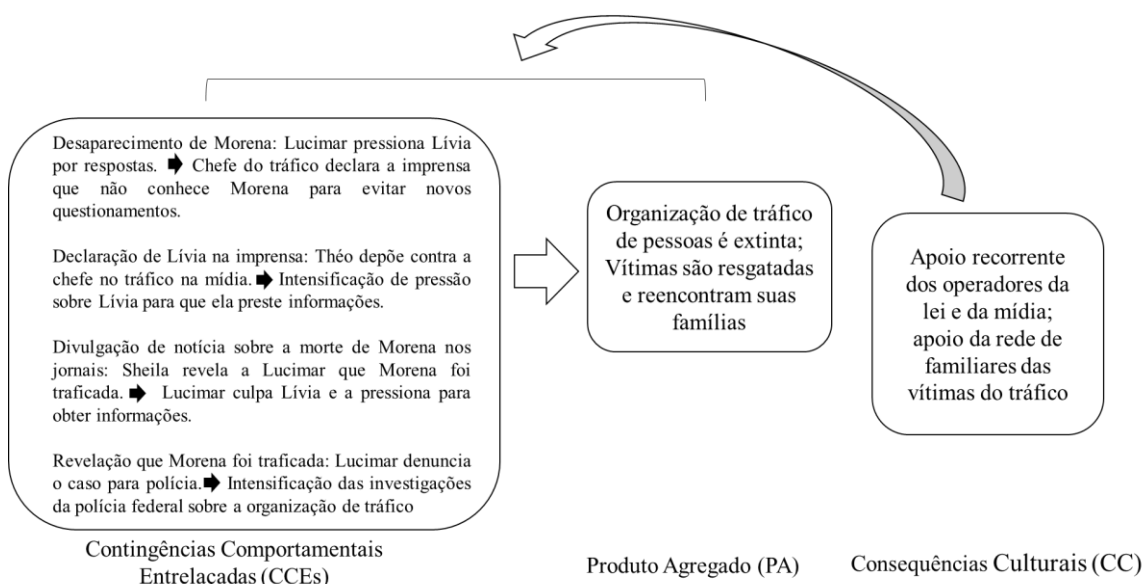 Desaparecimento de Morena: Lucimar pressiona Lívia
por respostas. Chefe do tráfico declara a imprensa
que não conhece Morena para evitar novos
questionamentos.
Declaração de Lívia na imprensa: Théo depõe contra a
chefe no tráfico na mídia. Intensificação de pressão
sobre Lívia para que ela preste informações.
Divulgação de notícia sobre a morte de Morena nos
jornais: Sheila revela a Lucimar que Morena foi
traficada. Lucimar culpa Lívia e a pressiona para
obter informações.
Revelação que Morena foi traficada: Lucimar denuncia
o caso para polícia. Intensificação das investigações
da polícia federal sobre a organização de tráfico
Contingências Comportamentais
Entrelaçadas (CCEs)
Organização de tráfico
de pessoas é extinta;
Vítimas são resgatadas
e reencontram suas
famílias
Produto Agregado (PA)
Apoio recorrente
dos operadores da
lei e da mídia;
apoio da rede de
familiares das
vítimas do tráfico
Consequências Culturais (CC)